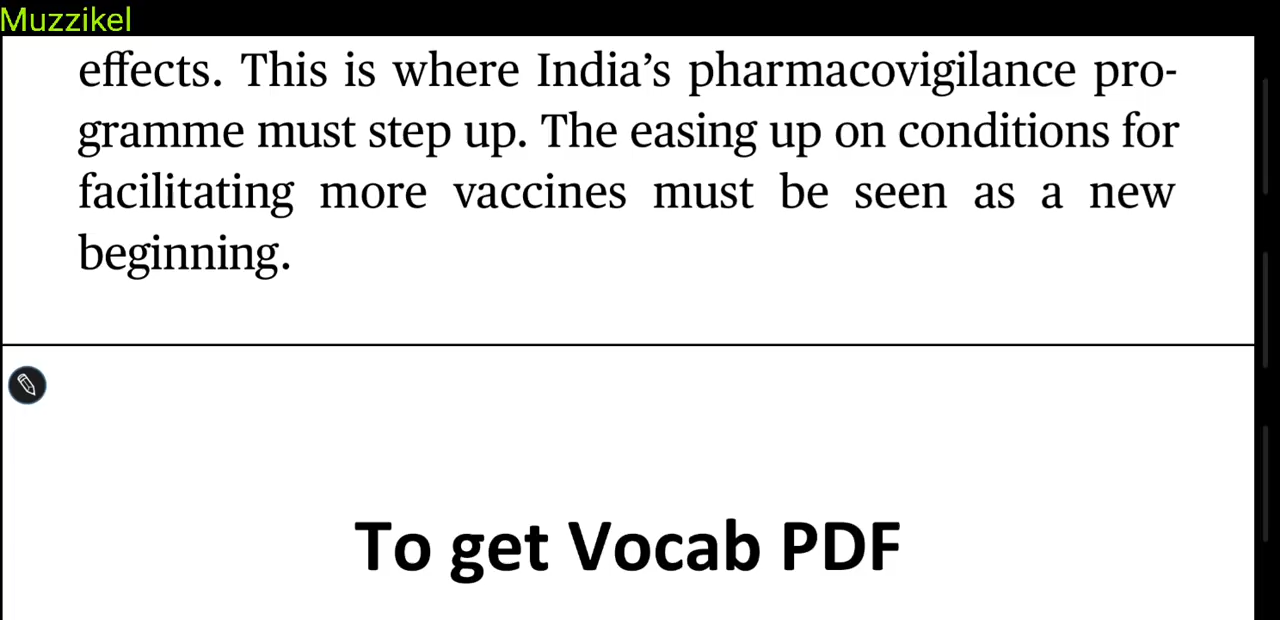 Muzzikel
effects. This is where India’s pharmacovigilance pro-
gramme must step up. The easing up on conditions for
facilitating more vaccines must be seen as a new
beginning.
To get Vocab PDF